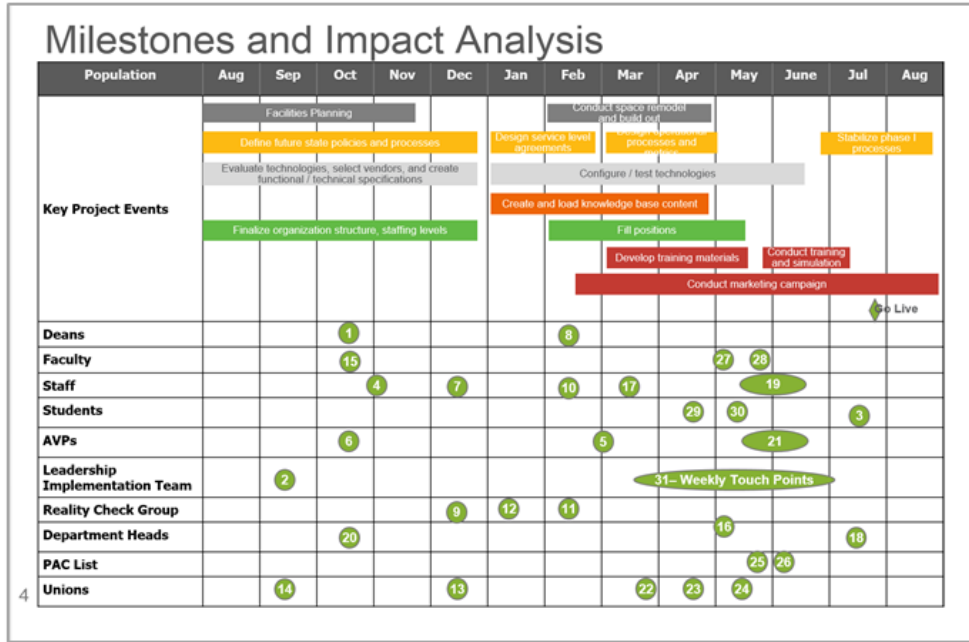 Milestones and Impact Analysis
Population Aug Sep Oct Nov Dec Jan Feb Mar Apr May June Jul Aug
Key Project Events
Facilities Planning
Conduct space remodel
and build out
Define future state policies and processes
Design service level
agreements
Design operational
processes and
metrics
Stabilize phase I
processes
Evaluate technologies, select vendors, and create
functional / technical specifications
Configure / test technologies
Create and load knowledge base content
Finalize organization structure, staffing levels
Fill positions
Develop training materials
Conduct training
and simulation
Conduct marketing campaign
Go Live
Deans 1 8
Faculty 15 27 28
Staff 4 7 10 17 19
Students 29 30 3
AVPs 6 5 21
Leadership
Implementation Team 2 31– Weekly Touch Points
Reality Check Group 9 12 11
Department Heads 20 16 18
PAC List 25 26
Unions 14 13 22 23 24
4